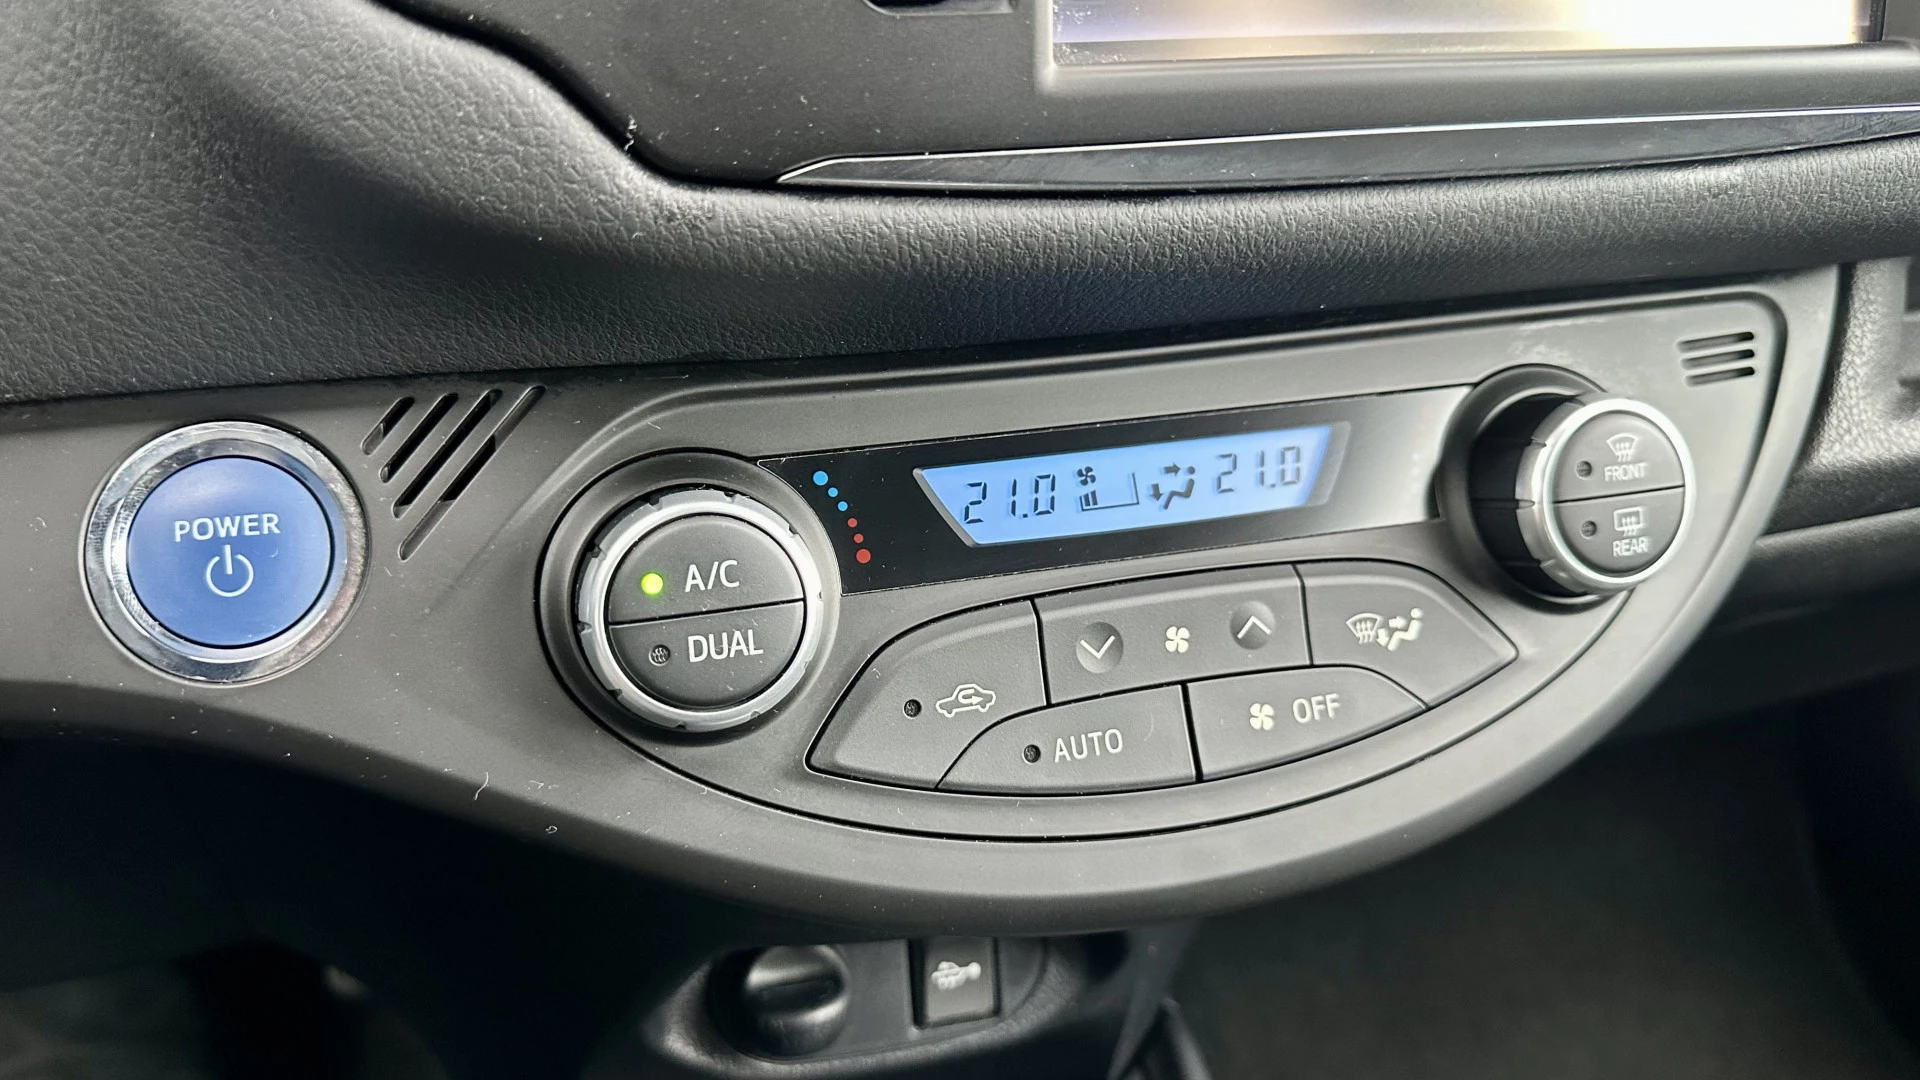 POWER
A/C
DUAL
21.0
21.0
FRONT
REAR
AUTO
OFF